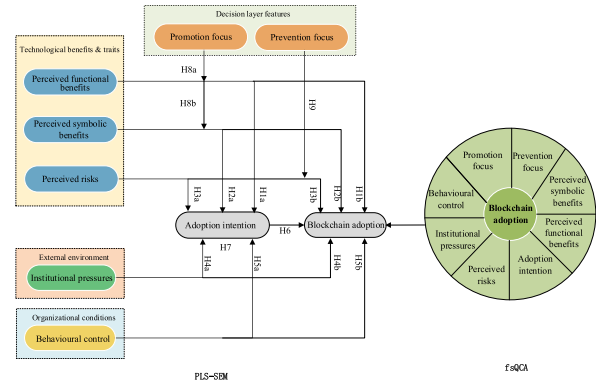 Decision layer features
Promotion focus
Prevention focus
Technological benefits & traits
Perceived functional
benefits
Perceived symbolic
benefits
Perceived risks
H8a
H8b
H9
H3a
H2a
H1a
H3b
H2b
H1b
Adoption intention
H6
Blockchain adoption
H7
H4a
H5a
H4b
H5b
External environment
Institutional pressures
Organizational conditions
Behavioural control
PLS-SEM
Promotion
focus
Prevention
focus
Perceived
symbolic
benefits
Perceived
functional
benefits
Adoption
intention
Perceived
risks
Institutional
pressures
Behavioural
control
Blockchain
adoption
fsQCA